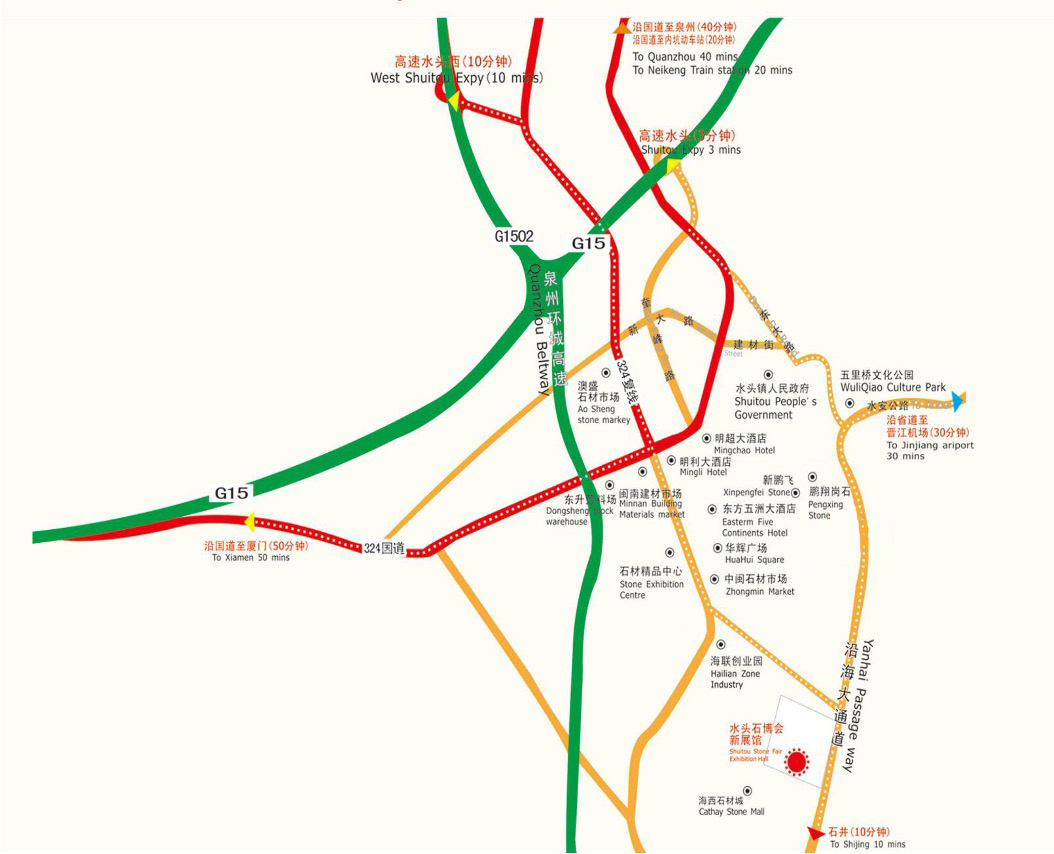 沿国道至泉州(40分钟)
沿国道至内坑动车站(20分钟)
To Quanzhou 40 mins
To Neikeng Train station 20 mins
高速水头西(10分钟)
West Shuitou Expy (10 mins)
高速水头(3分钟)
Shuitou Expy 3 mins
G1502
G15
泉州环城高速
Quanzhou Beltway
奎峰路
新大路
建材街
Street
东大路
324复线
澳盛
石材市场
Ao Sheng
stone markey
水头镇人民政府
Shuitou People's
Government
五里桥文化公园
WuliQiao Culture Park
水安公路
沿省道至
晋江机场(30分钟)
To Jinjiang ariport
30 mins
明超大酒店
Mingchao Hotel
明利大酒店
Mingli Hotel
新鹏飞
Xinpengfei Stone
鹏翔岗石
Pengxing
Stone
东升荒料场
Dongsheng block
warehouse
闽南建材市场
Minnan Building
Materials market
东方五洲大酒店
Easterm Five
Continents Hotel
G15
324国道
沿国道至厦门(50分钟)
To Xiamen 50 mins
华辉广场
HuaHui Square
石材精品中心
Stone Exhibition
Centre
中闽石材市场
Zhongmin Market
海联创业园
Hailian Zone
Industry
沿海大通道
Yanhai Passage way
水头石博会
新展馆
Shuitou Stone Fair
Exhibition Hall
海西石材城
Cathay Stone Mall
石井(10分钟)
To Shijing 10 mins